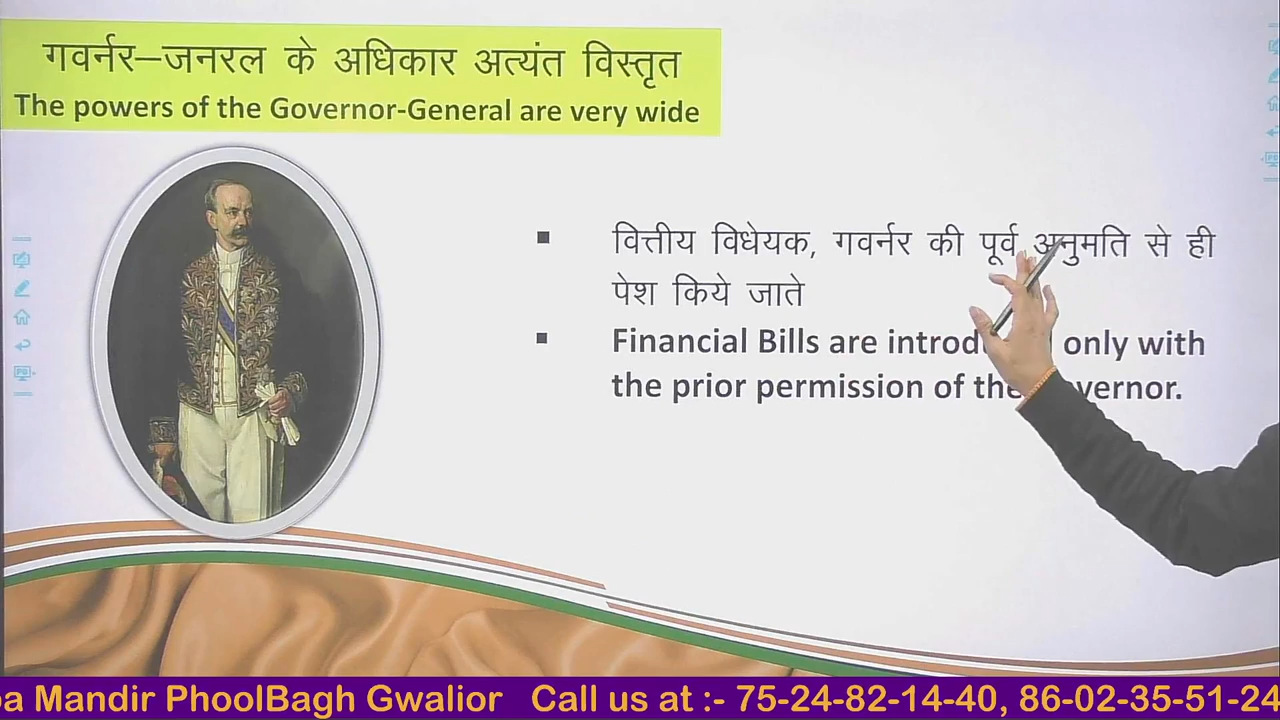 गवर्नर–जनरल के अधिकार अत्यंत विस्तृत
The powers of the Governor-General are very wide
▪ वित्तीय विधेयक, गवर्नर की पूर्व अनुमति से ही
पेश किये जाते
▪ Financial Bills are only with
the prior permission of
Mandir PhoolBagh Gwalior Call us at :- 75-24-82-14-40, 86-02-35-51-24